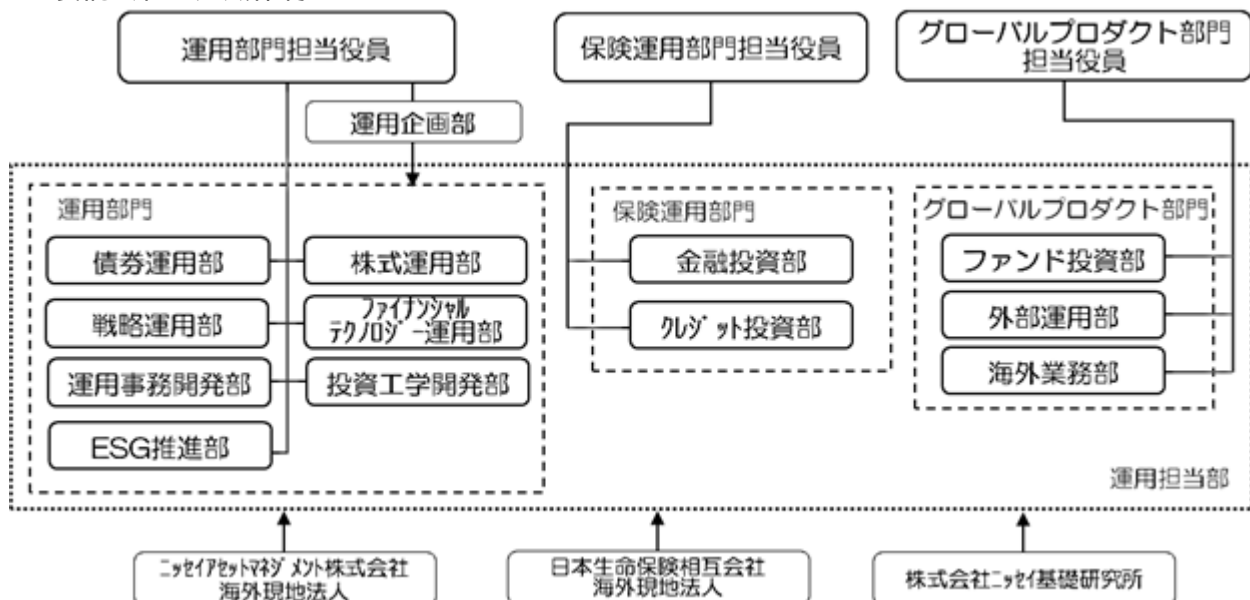 運用部門担当役員
保険運用部門担当役員
グローバルプロダクト部門
担当役員
運用企画部
運用部門
債券運用部
株式運用部
戦略運用部
ファイナンシャル
テクノロジー運用部
運用事務開発部
投資工学開発部
ESG推進部
保険運用部門
金融投資部
クレジット投資部
グローバルプロダクト部門
ファンド投資部
外部運用部
海外業務部
運用担当部
ニッセイアセットマネジメント株式会社
海外現地法人
日本生命保険相互会社
海外現地法人
株式会社ニッセイ基礎研究所